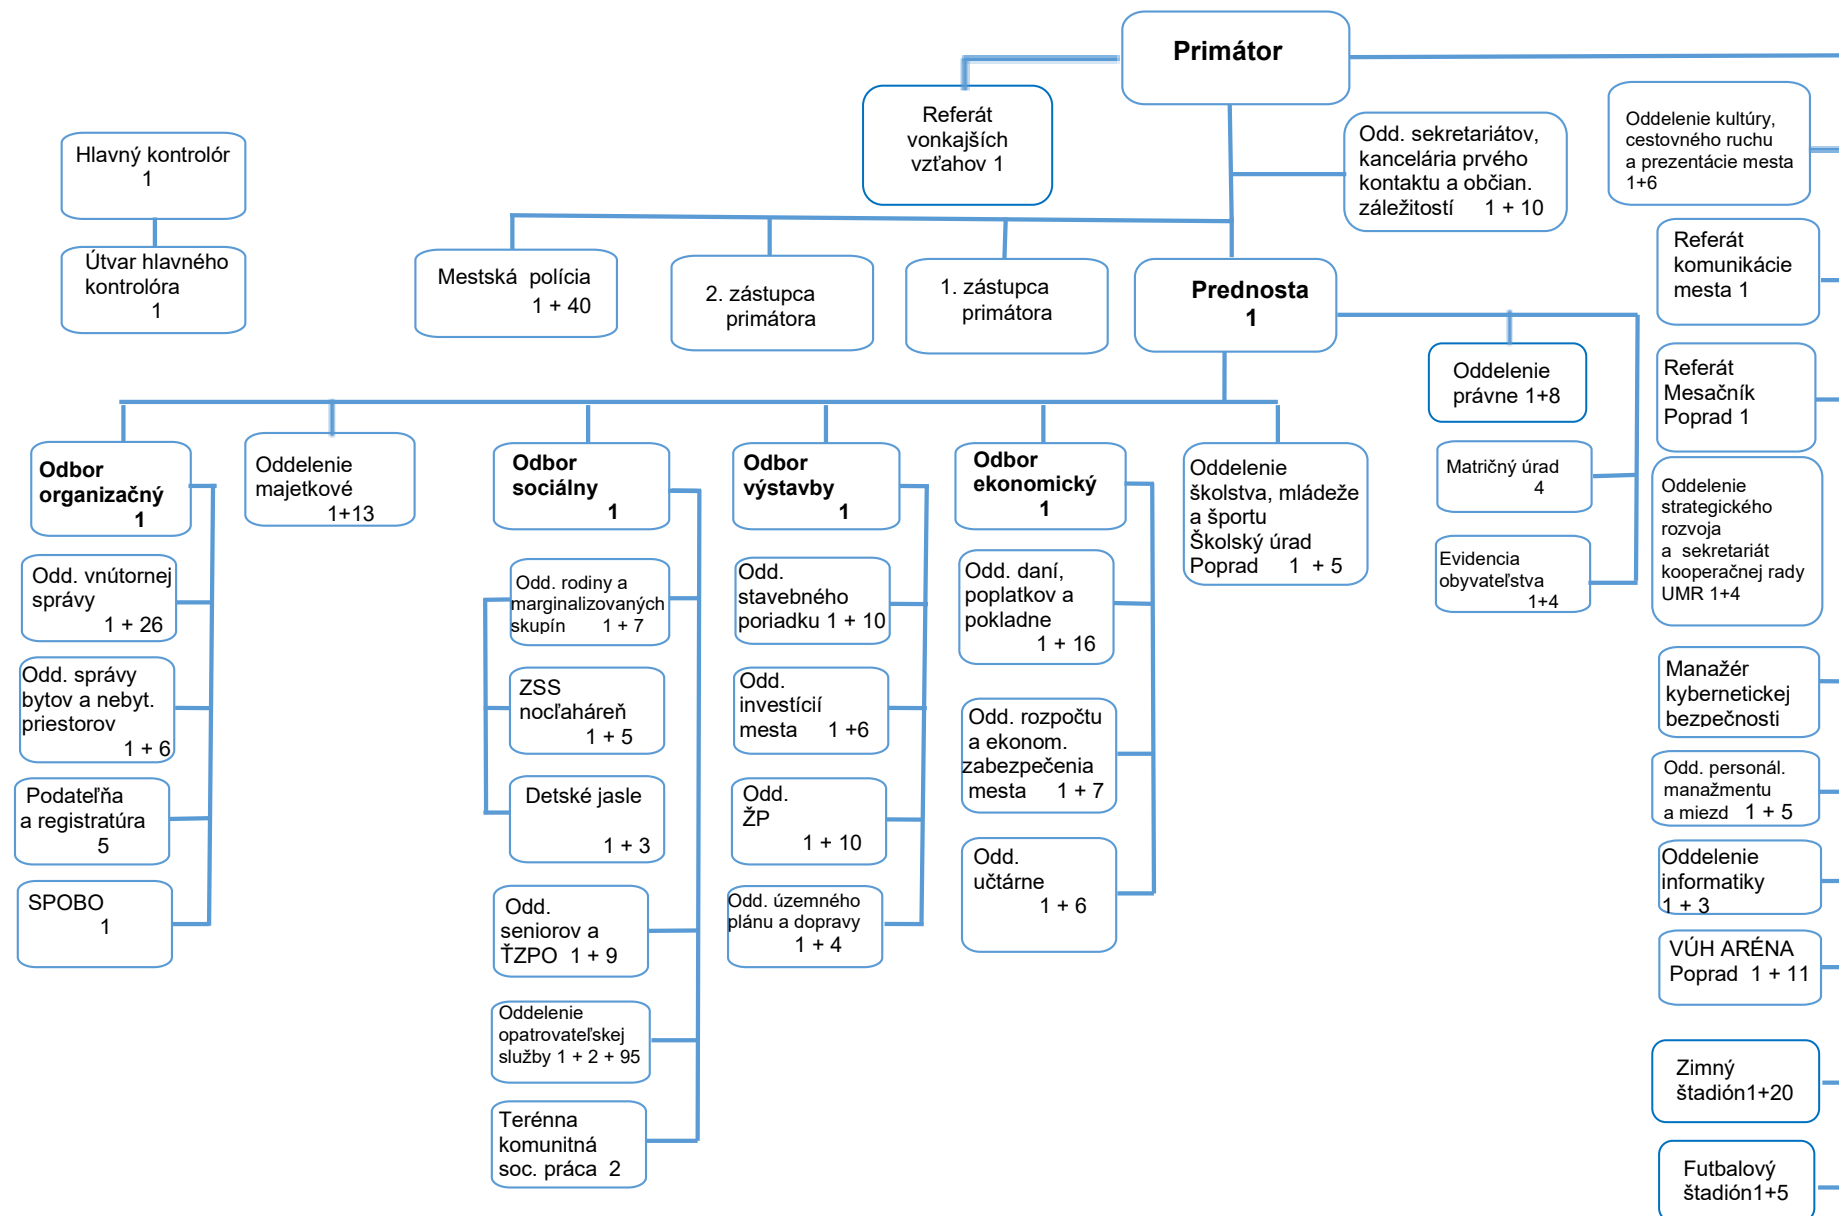 Primátor
Referát
vonkajších
vzťahov 1
Odd. sekretariátov,
kancelária prvého
kontaktu a občian.
záležitostí 1 + 10
Oddelenie kultúry,
cestovného ruchu
a prezentácie mesta
1+6
Hlavný kontrolór
1
Útvar hlavného
kontrolóra
1
Mestská polícia
1 + 40
2. zástupca
primátora
1. zástupca
primátora
Prednosta
1
Referát
komunikácie
mesta 1
Oddelenie
právne 1+8
Referát
Mesačník
Poprad 1
Matričný úrad
4
Evidencia
obyvateľstva
1+4
Oddelenie
strategického
rozvoja
a sekretariát
kooperačnej rady
UMR 1+4
Odbor
organizačný
1
Oddelenie
majetkové
1+13
Odbor
sociálny
1
Odbor
výstavby
1
Odbor
ekonomický
1
Oddelenie
školstva, mládeže
a športu
Školský úrad
Poprad 1 + 5
Odd. vnútornej
správy
1 + 26
Odd. správy
bytov a nebyt.
priestorov
1 + 6
Podateľňa
a registratúra
5
SPOBO
1
Odd. rodiny a
marginalizovaných
skupín 1 + 7
ZSS
nocľaháreň
1 + 5
Detské jasle
1 + 3
Odd.
seniorov a
ŤZPO 1 + 9
Oddelenie
opatrovateľskej
služby 1 + 2 + 95
Terénna
komunitná
soc. práca 2
Odd.
stavebného
poriadku 1 + 10
Odd.
investícií
mesta 1 +6
Odd.
ŽP
1 + 10
Odd. územného
plánu a dopravy
1 + 4
Odd. daní,
poplatkov a
pokladne
1 + 16
Odd. rozpočtu
a ekonom.
zabezpečenia
mesta 1 + 7
Odd.
učtárne
1 + 6
Manažér
kybernetickej
bezpečnosti
Odd. personál.
manažmentu
a miezd 1 + 5
Oddelenie
informatiky
1 + 3
VÚH ARÉNA
Poprad 1 + 11
Zimný
štadión1+20
Futbalový
štadión1+5